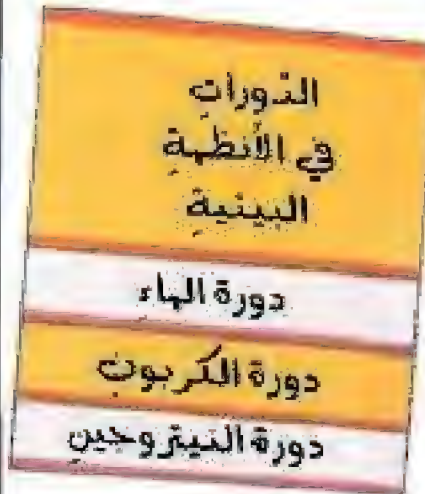 الدورات
في الأنظمة
البيئية
دورة الماء
دورة الكربون
دورة النيتروجين